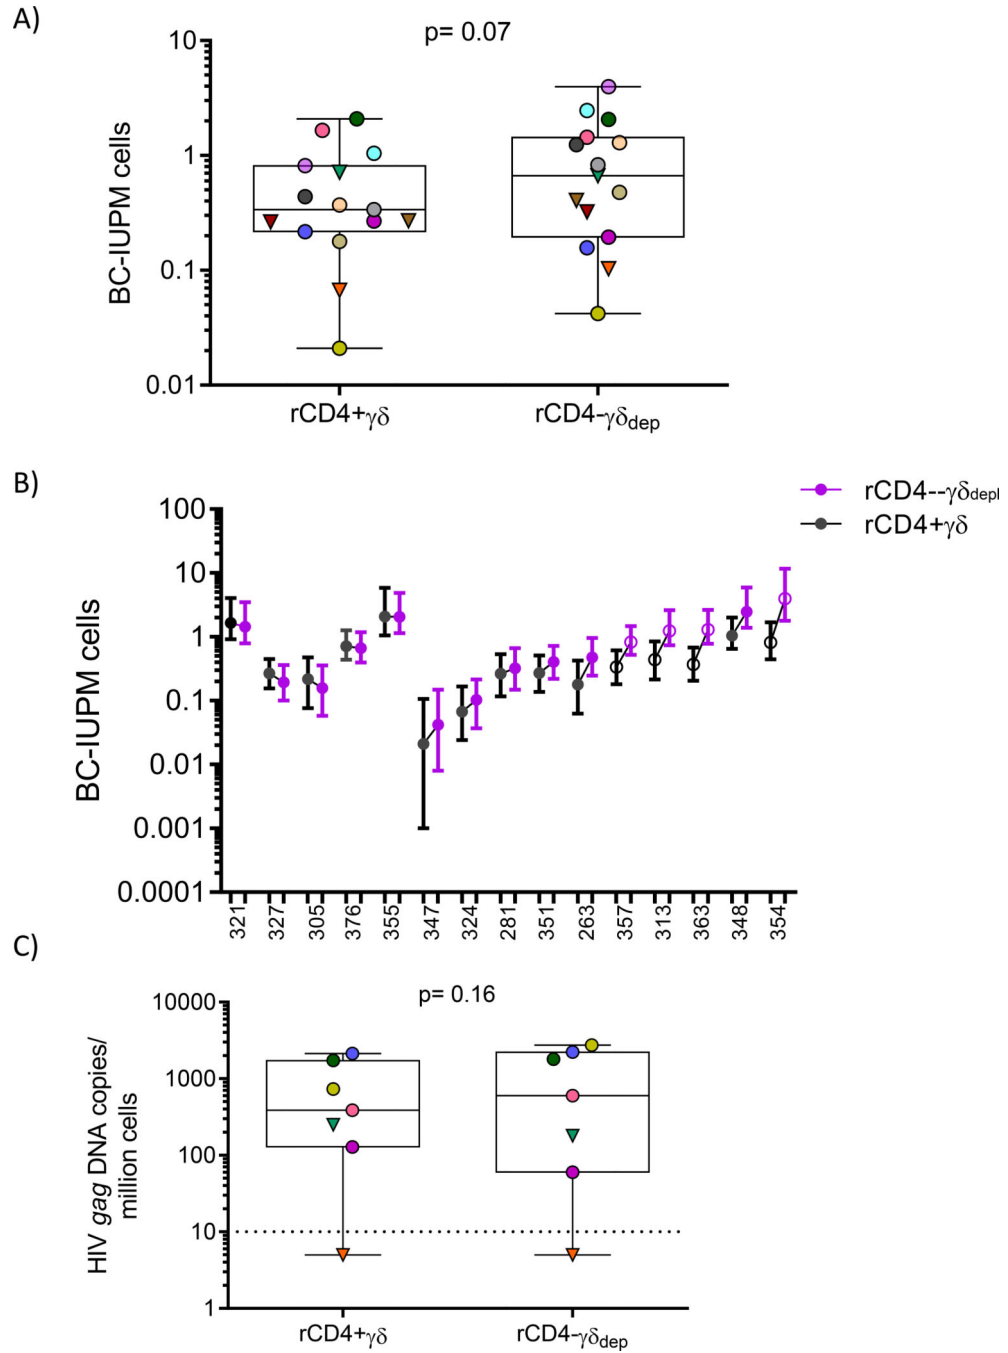 A)
p= 0.07
10
1
0.1
0.01
BC-IUPM cells
rCD4+γδ
rCD4-γδdep
B)
rCD4--γδdepl
rCD4+γδ
100
10
1
0.1
0.01
0.001
0.0001
BC-IUPM cells
321
327
305
376
355
347
324
281
351
263
357
313
363
348
354
C)
p= 0.16
10000
1000
100
10
1
HIV gag DNA copies/
million cells
rCD4+γδ
rCD4-γδdep